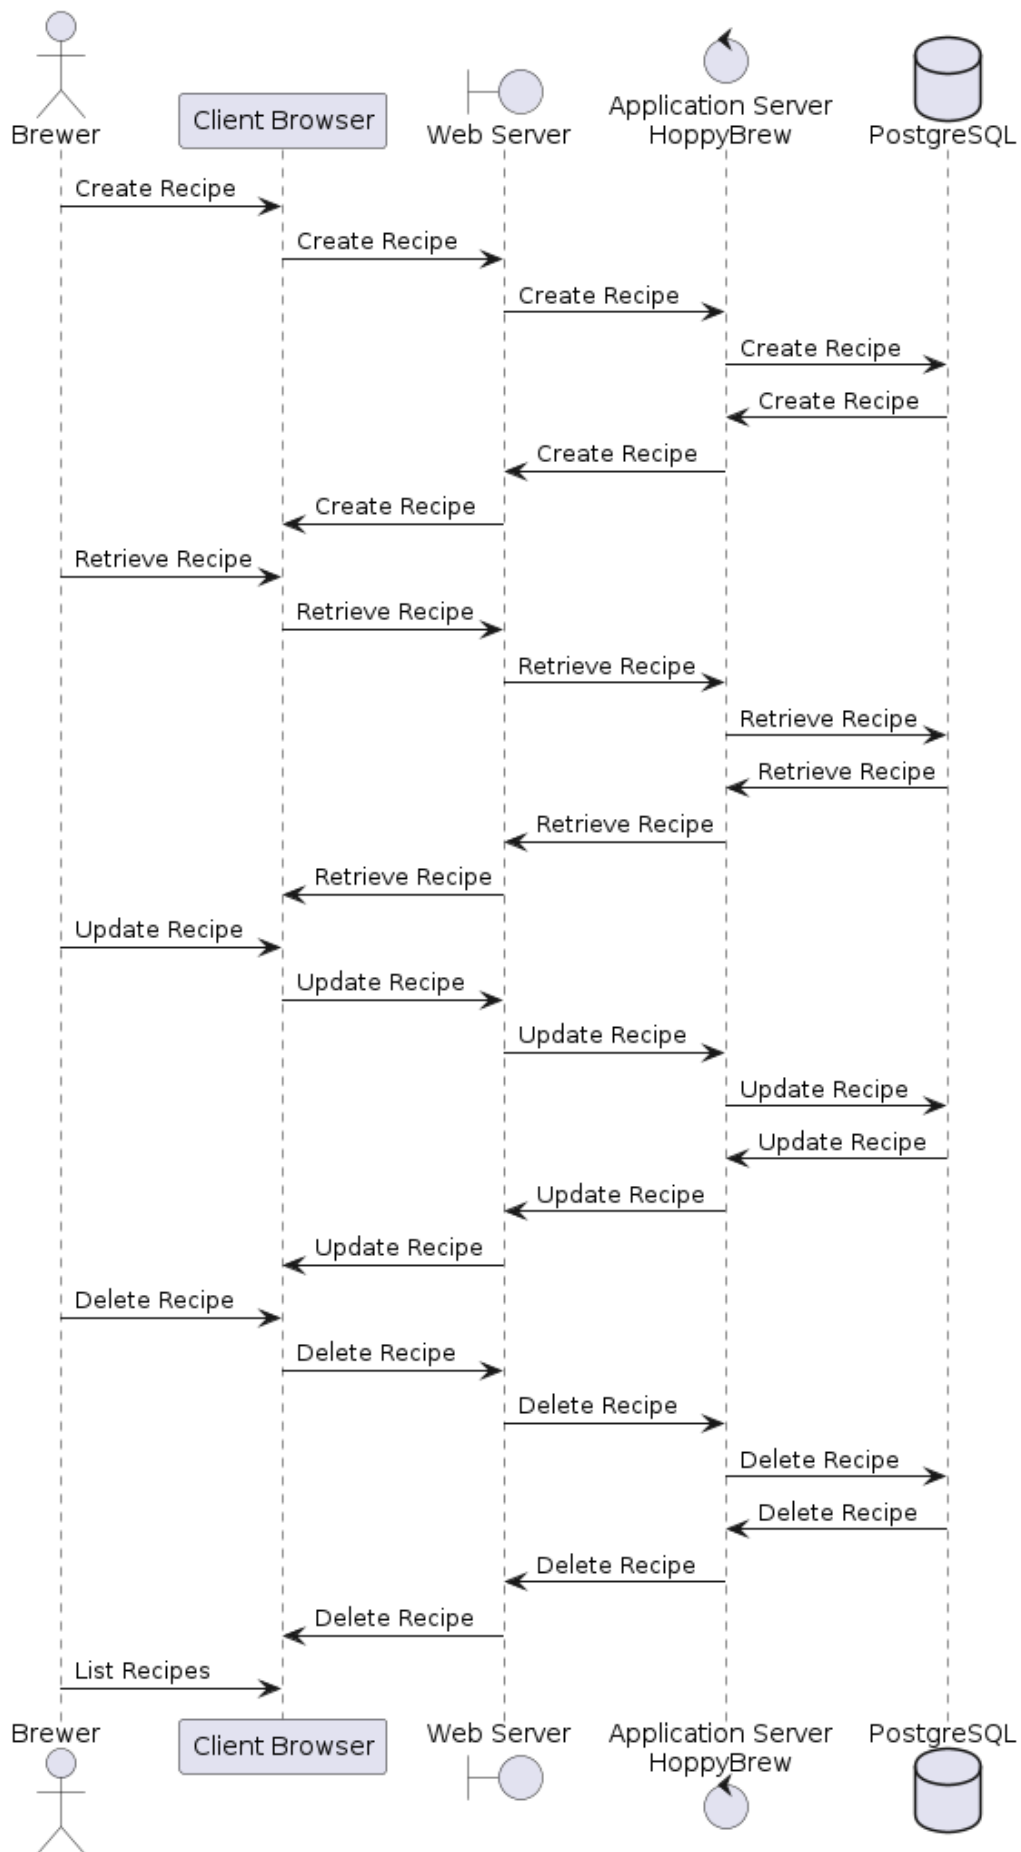 Brewer
Client Browser
Web Server
Application Server
HoppyBrew
PostgreSQL
Create Recipe
Create Recipe
Create Recipe
Create Recipe
Create Recipe
Create Recipe
Create Recipe
Retrieve Recipe
Retrieve Recipe
Retrieve Recipe
Retrieve Recipe
Retrieve Recipe
Retrieve Recipe
Retrieve Recipe
Update Recipe
Update Recipe
Update Recipe
Update Recipe
Update Recipe
Update Recipe
Update Recipe
Delete Recipe
Delete Recipe
Delete Recipe
Delete Recipe
Delete Recipe
Delete Recipe
Delete Recipe
List Recipes
Brewer
Client Browser
Web Server
Application Server
HoppyBrew
PostgreSQL